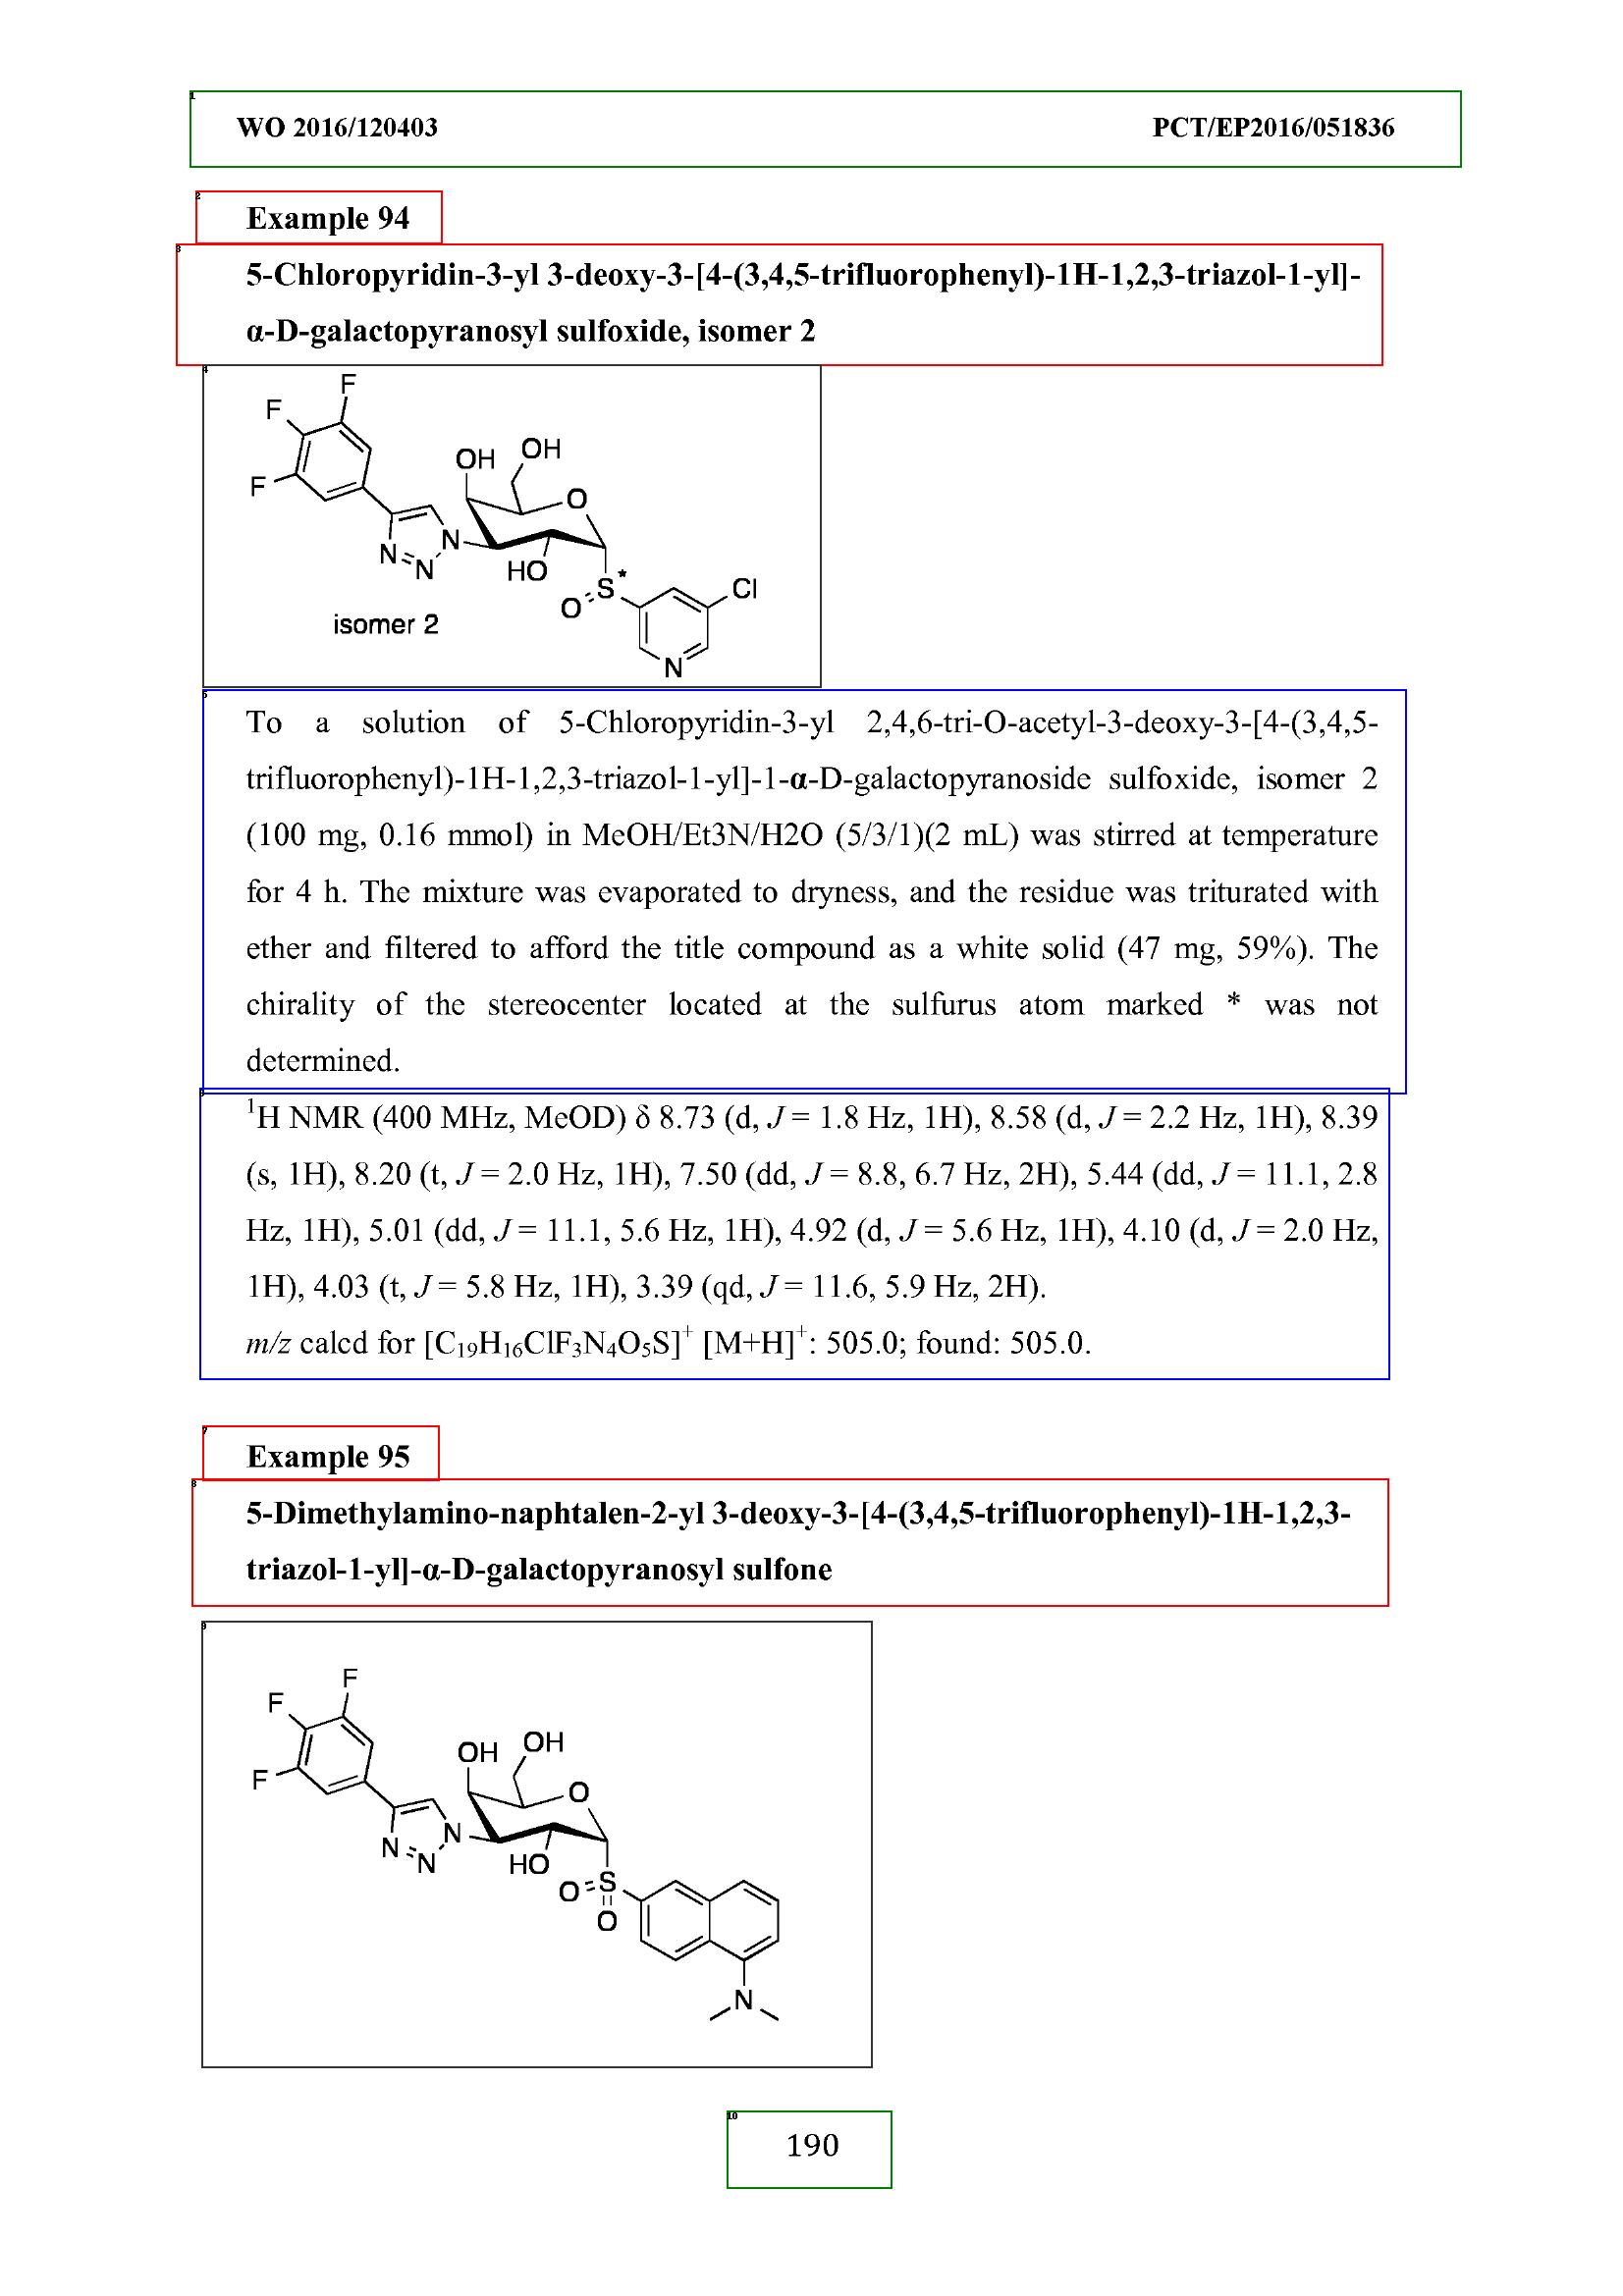 WO 2016/120403 PCT/EP2016/051836
Example 94
5-Chloropyridin-3-yl 3-deoxy-3-[4-(3,4,5-trifluorophenyl)-1H-1,2,3-triazol-1-yl]-
α-D-galactopyranosyl sulfoxide, isomer 2
F
F
F
OH
OH
O
N
N
N
HO
S
*
O
Cl
N
isomer 2
To a solution of 5-Chloropyridin-3-yl 2,4,6-tri-O-acetyl-3-deoxy-3-[4-(3,4,5-
trifluorophenyl)-1H-1,2,3-triazol-1-yl]-1-α-D-galactopyranoside sulfoxide, isomer 2
(100 mg, 0.16 mmol) in MeOH/Et3N/H2O (5/3/1)(2 mL) was stirred at temperature
for 4 h. The mixture was evaporated to dryness, and the residue was triturated with
ether and filtered to afford the title compound as a white solid (47 mg, 59%). The
chirality of the stereocenter located at the sulfurus atom marked * was not
determined.
¹H NMR (400 MHz, MeOD) δ 8.73 (d, J = 1.8 Hz, 1H), 8.58 (d, J = 2.2 Hz, 1H), 8.39
(s, 1H), 8.20 (t, J = 2.0 Hz, 1H), 7.50 (dd, J = 8.8, 6.7 Hz, 2H), 5.44 (dd, J = 11.1, 2.8
Hz, 1H), 5.01 (dd, J = 11.1, 5.6 Hz, 1H), 4.92 (d, J = 5.6 Hz, 1H), 4.10 (d, J = 2.0 Hz,
1H), 4.03 (t, J = 5.8 Hz, 1H), 3.39 (qd, J = 11.6, 5.9 Hz, 2H).
m/z calcd for [C₁₉H₁₆ClF₃N₄O₅S]⁺ [M+H]⁺: 505.0; found: 505.0.
Example 95
5-Dimethylamino-naphtalen-2-yl 3-deoxy-3-[4-(3,4,5-trifluorophenyl)-1H-1,2,3-
triazol-1-yl]-α-D-galactopyranosyl sulfone
F
F
F
OH
OH
O
N
N
N
HO
S
O
O
N
190